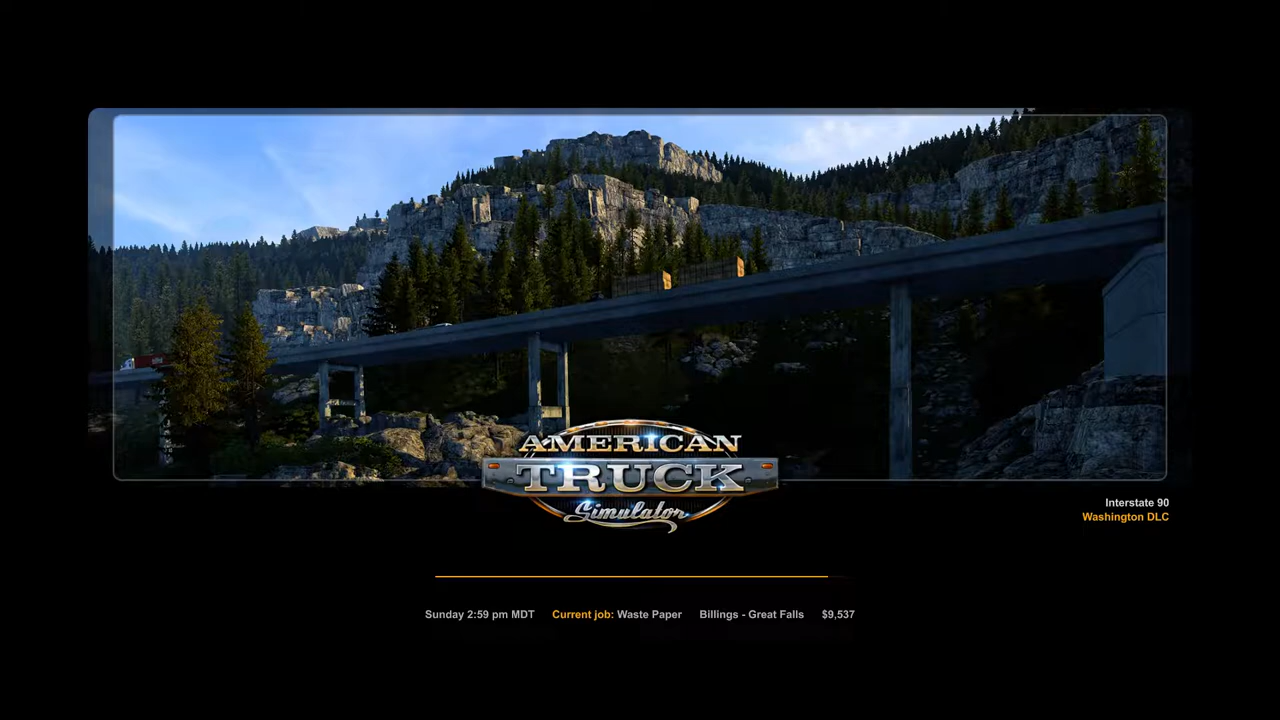 AMERICAN
TRUCK
Simulator
Interstate 90
Washington DLC
Sunday 2:59 pm MDT Current job: Waste Paper Billings - Great Falls $9,537